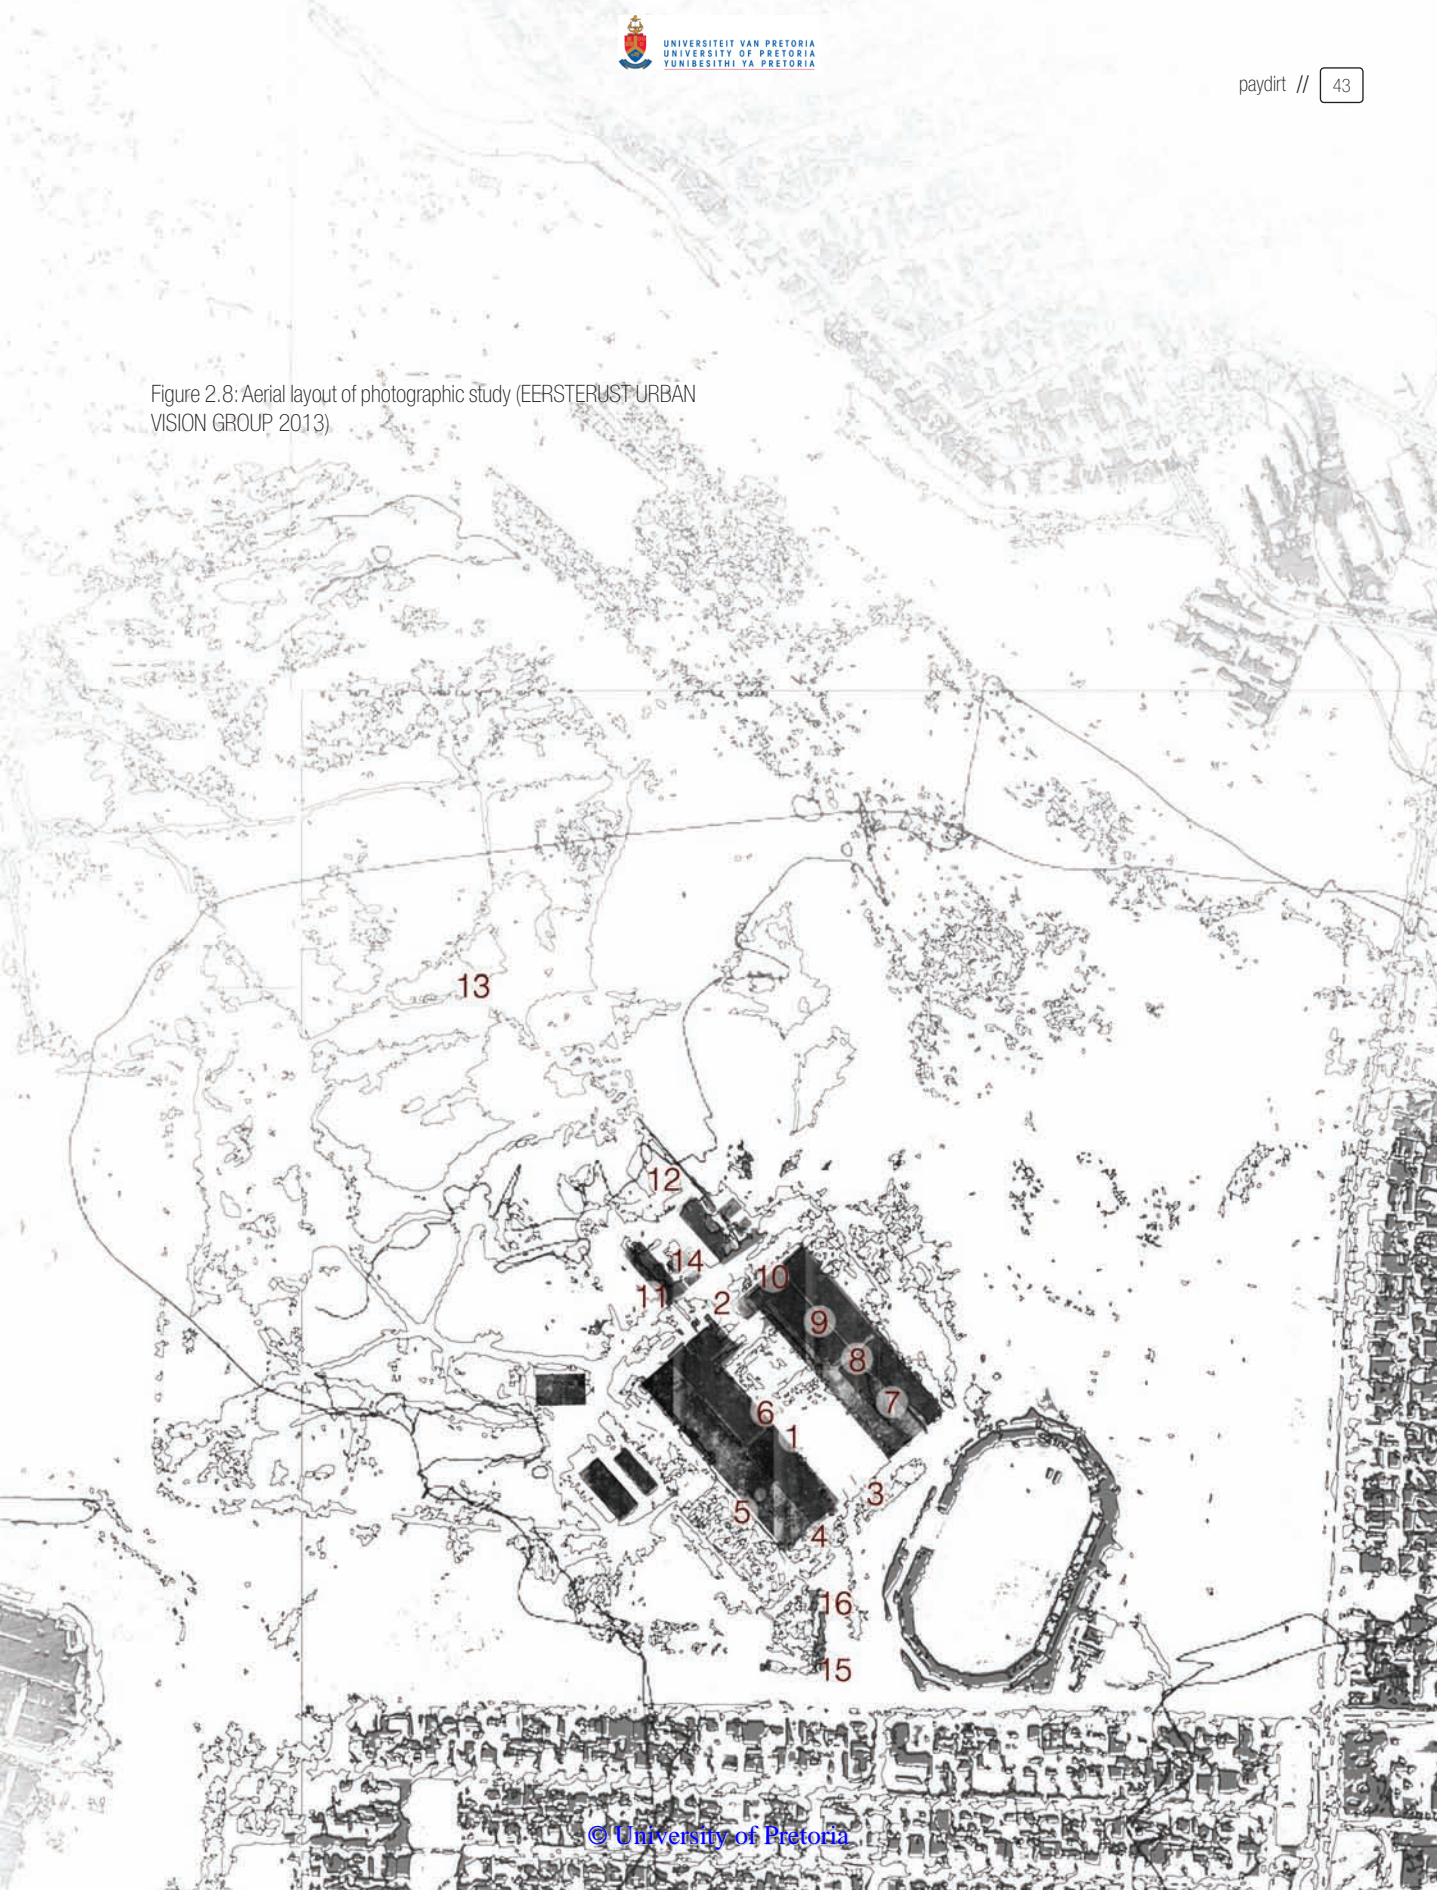 UNIVERSITEIT VAN PRETORIA
UNIVERSITY OF PRETORIA
YUNIBESITHI YA PRETORIA
paydirt // 43
Figure 2.8: Aerial layout of photographic study (EERSTERUST URBAN
VISION GROUP 2013)
13
12
14
10
11
2
9
8
7
6
1
3
5
4
16
15
© University of Pretoria